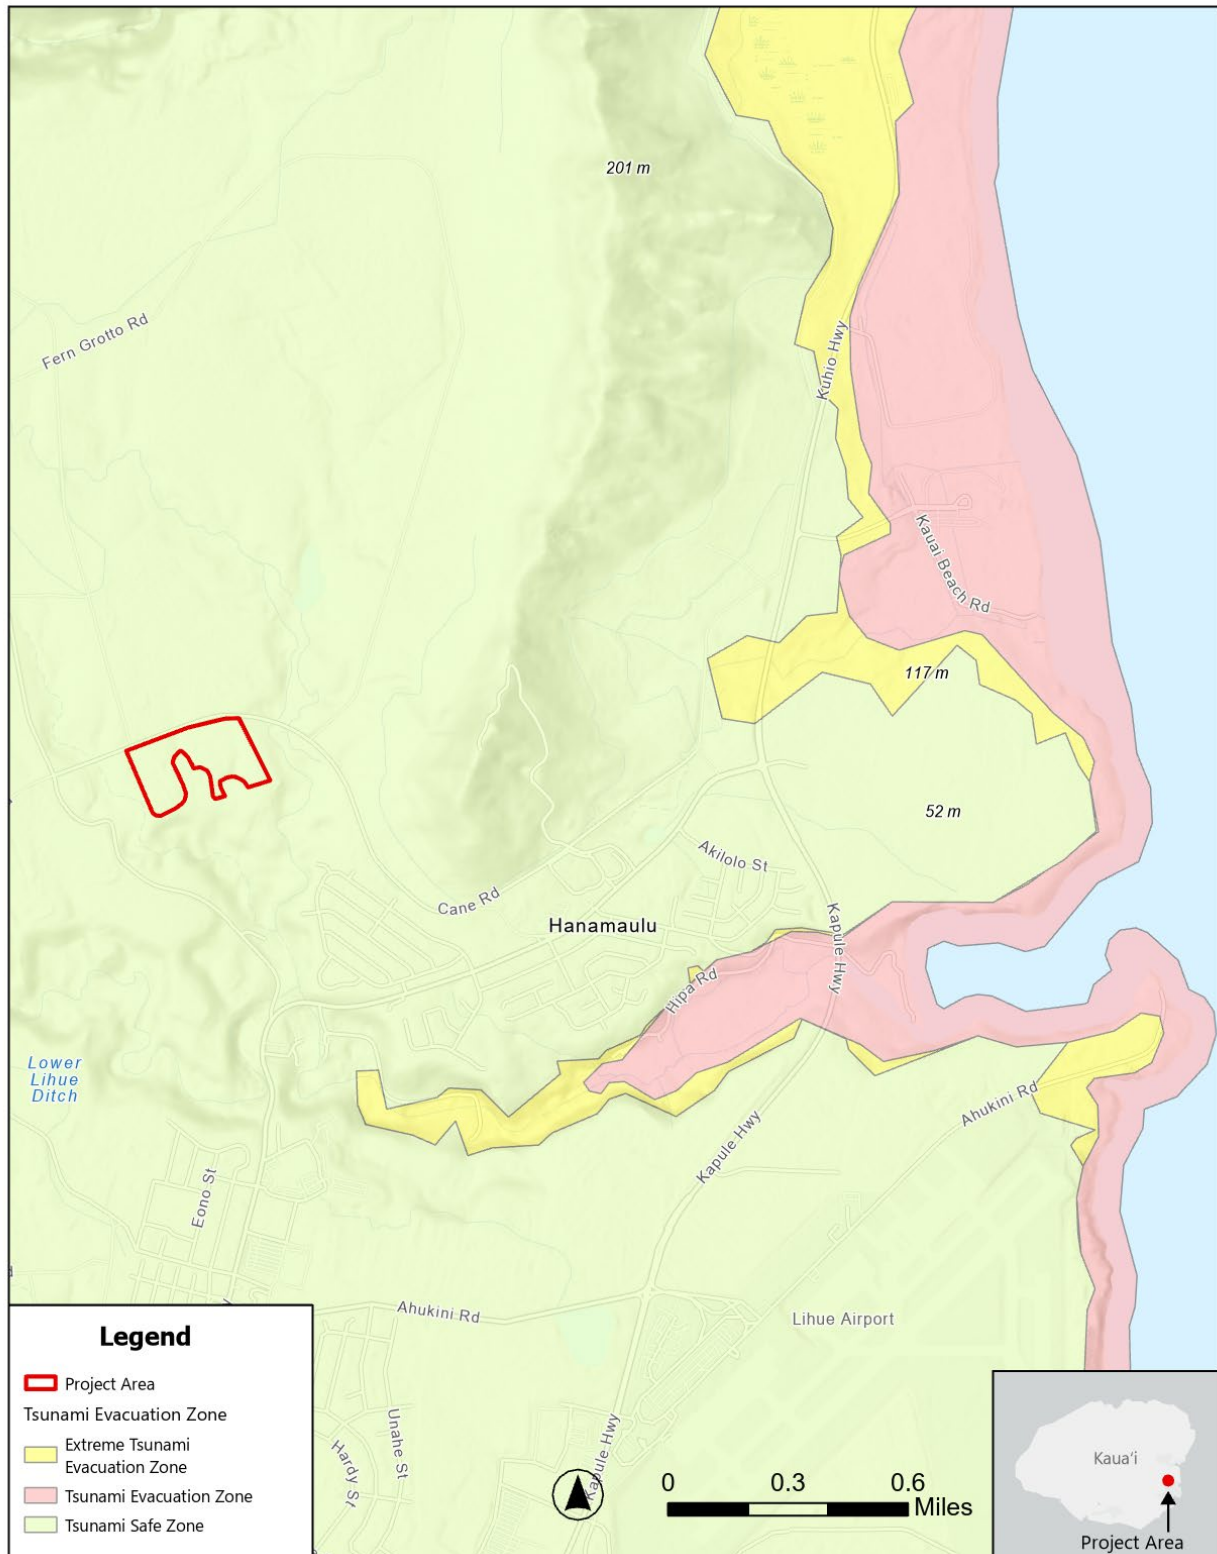 201 m
Fern Grotto Rd
Kuhio Hwy
Kauai Beach Rd
117 m
52 m
Akilolo St
Cane Rd
Hanamaulu
Kapule Hwy
Hipa Rd
Lower
Lihue
Ditch
Ahukini Rd
Kapule Hwy
Eono St
Ahukini Rd
Lihue Airport
Unahe St
Hardy St
Kapule Hwy
Legend
Project Area
Tsunami Evacuation Zone
Extreme Tsunami
Evacuation Zone
Tsunami Evacuation Zone
Tsunami Safe Zone
0 0.3 0.6
Miles
Kauaʻi
Project Area